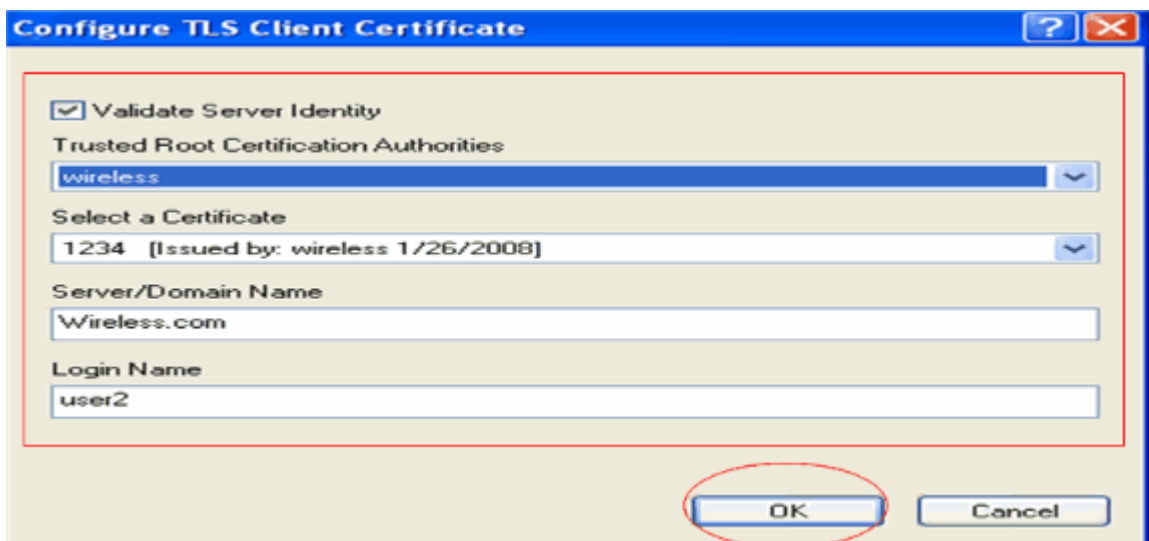 Configure TLS Client Certificate
Validate Server Identity
Trusted Root Certification Authorities
wireless
Select a Certificate
1234 [Issued by: wireless 1/26/2008]
Server/Domain Name
Wireless.com
Login Name
user2
OK Cancel